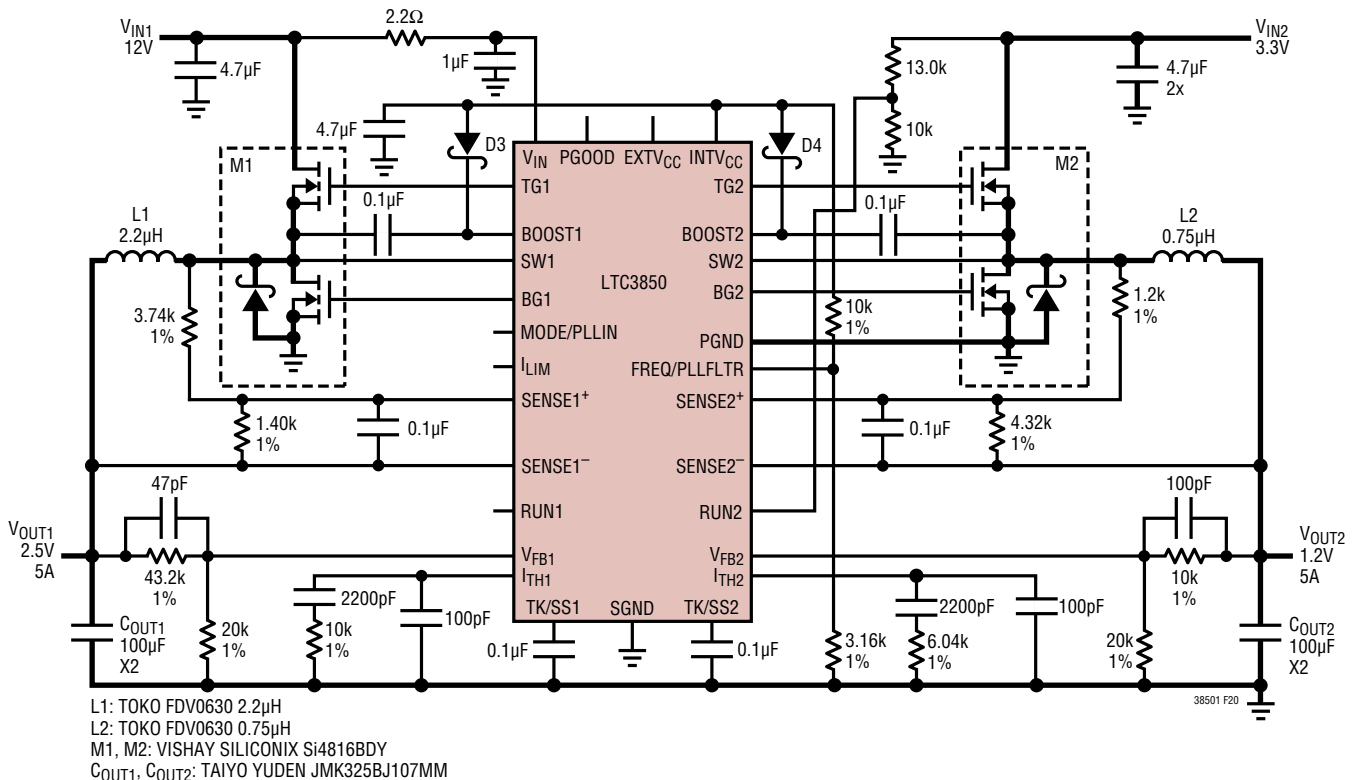 VIN1
12V
2.2Ω
4.7µF
1µF
VIN2
3.3V
13.0k
4.7µF
2x
10k
4.7µF
D3
D4
M1
M2
VIN
PGOOD
EXTVCC
INTVCC
TG1
TG2
0.1µF
0.1µF
L1
2.2µH
L2
0.75µH
BOOST1
BOOST2
SW1
SW2
LTC3850
BG1
BG2
3.74k
1%
10k
1%
1.2k
1%
MODE/PLLIN
PGND
ILIM
FREQ/PLLFLTR
SENSE1+
SENSE2+
1.40k
1%
0.1µF
0.1µF
4.32k
1%
SENSE1–
SENSE2–
47pF
100pF
RUN1
RUN2
VOUT1
2.5V
5A
VOUT2
1.2V
5A
VFB1
VFB2
43.2k
1%
10k
1%
ITH1
ITH2
2200pF
100pF
2200pF
100pF
TK/SS1
SGND
TK/SS2
COUT1
100µF
X2
20k
1%
10k
1%
0.1µF
0.1µF
3.16k
1%
6.04k
1%
20k
1%
COUT2
100µF
X2
38501 F20
L1: TOKO FDV0630 2.2µH
L2: TOKO FDV0630 0.75µH
M1, M2: VISHAY SILICONIX Si4816BDY
COUT1, COUT2: TAIYO YUDEN JMK325BJ107MM